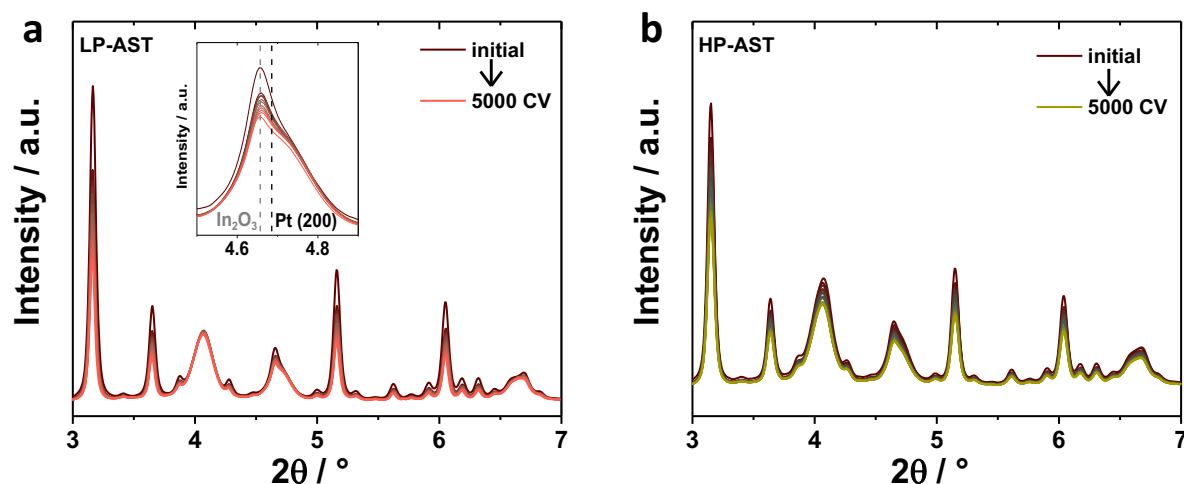 a
LP-AST
initial
5000 CV
Intensity / a.u.
In₂O₃
Pt (200)
4.6
4.8
Intensity / a.u.
3
4
5
6
7
2θ / °
b
HP-AST
initial
5000 CV
Intensity / a.u.
3
4
5
6
7
2θ / °